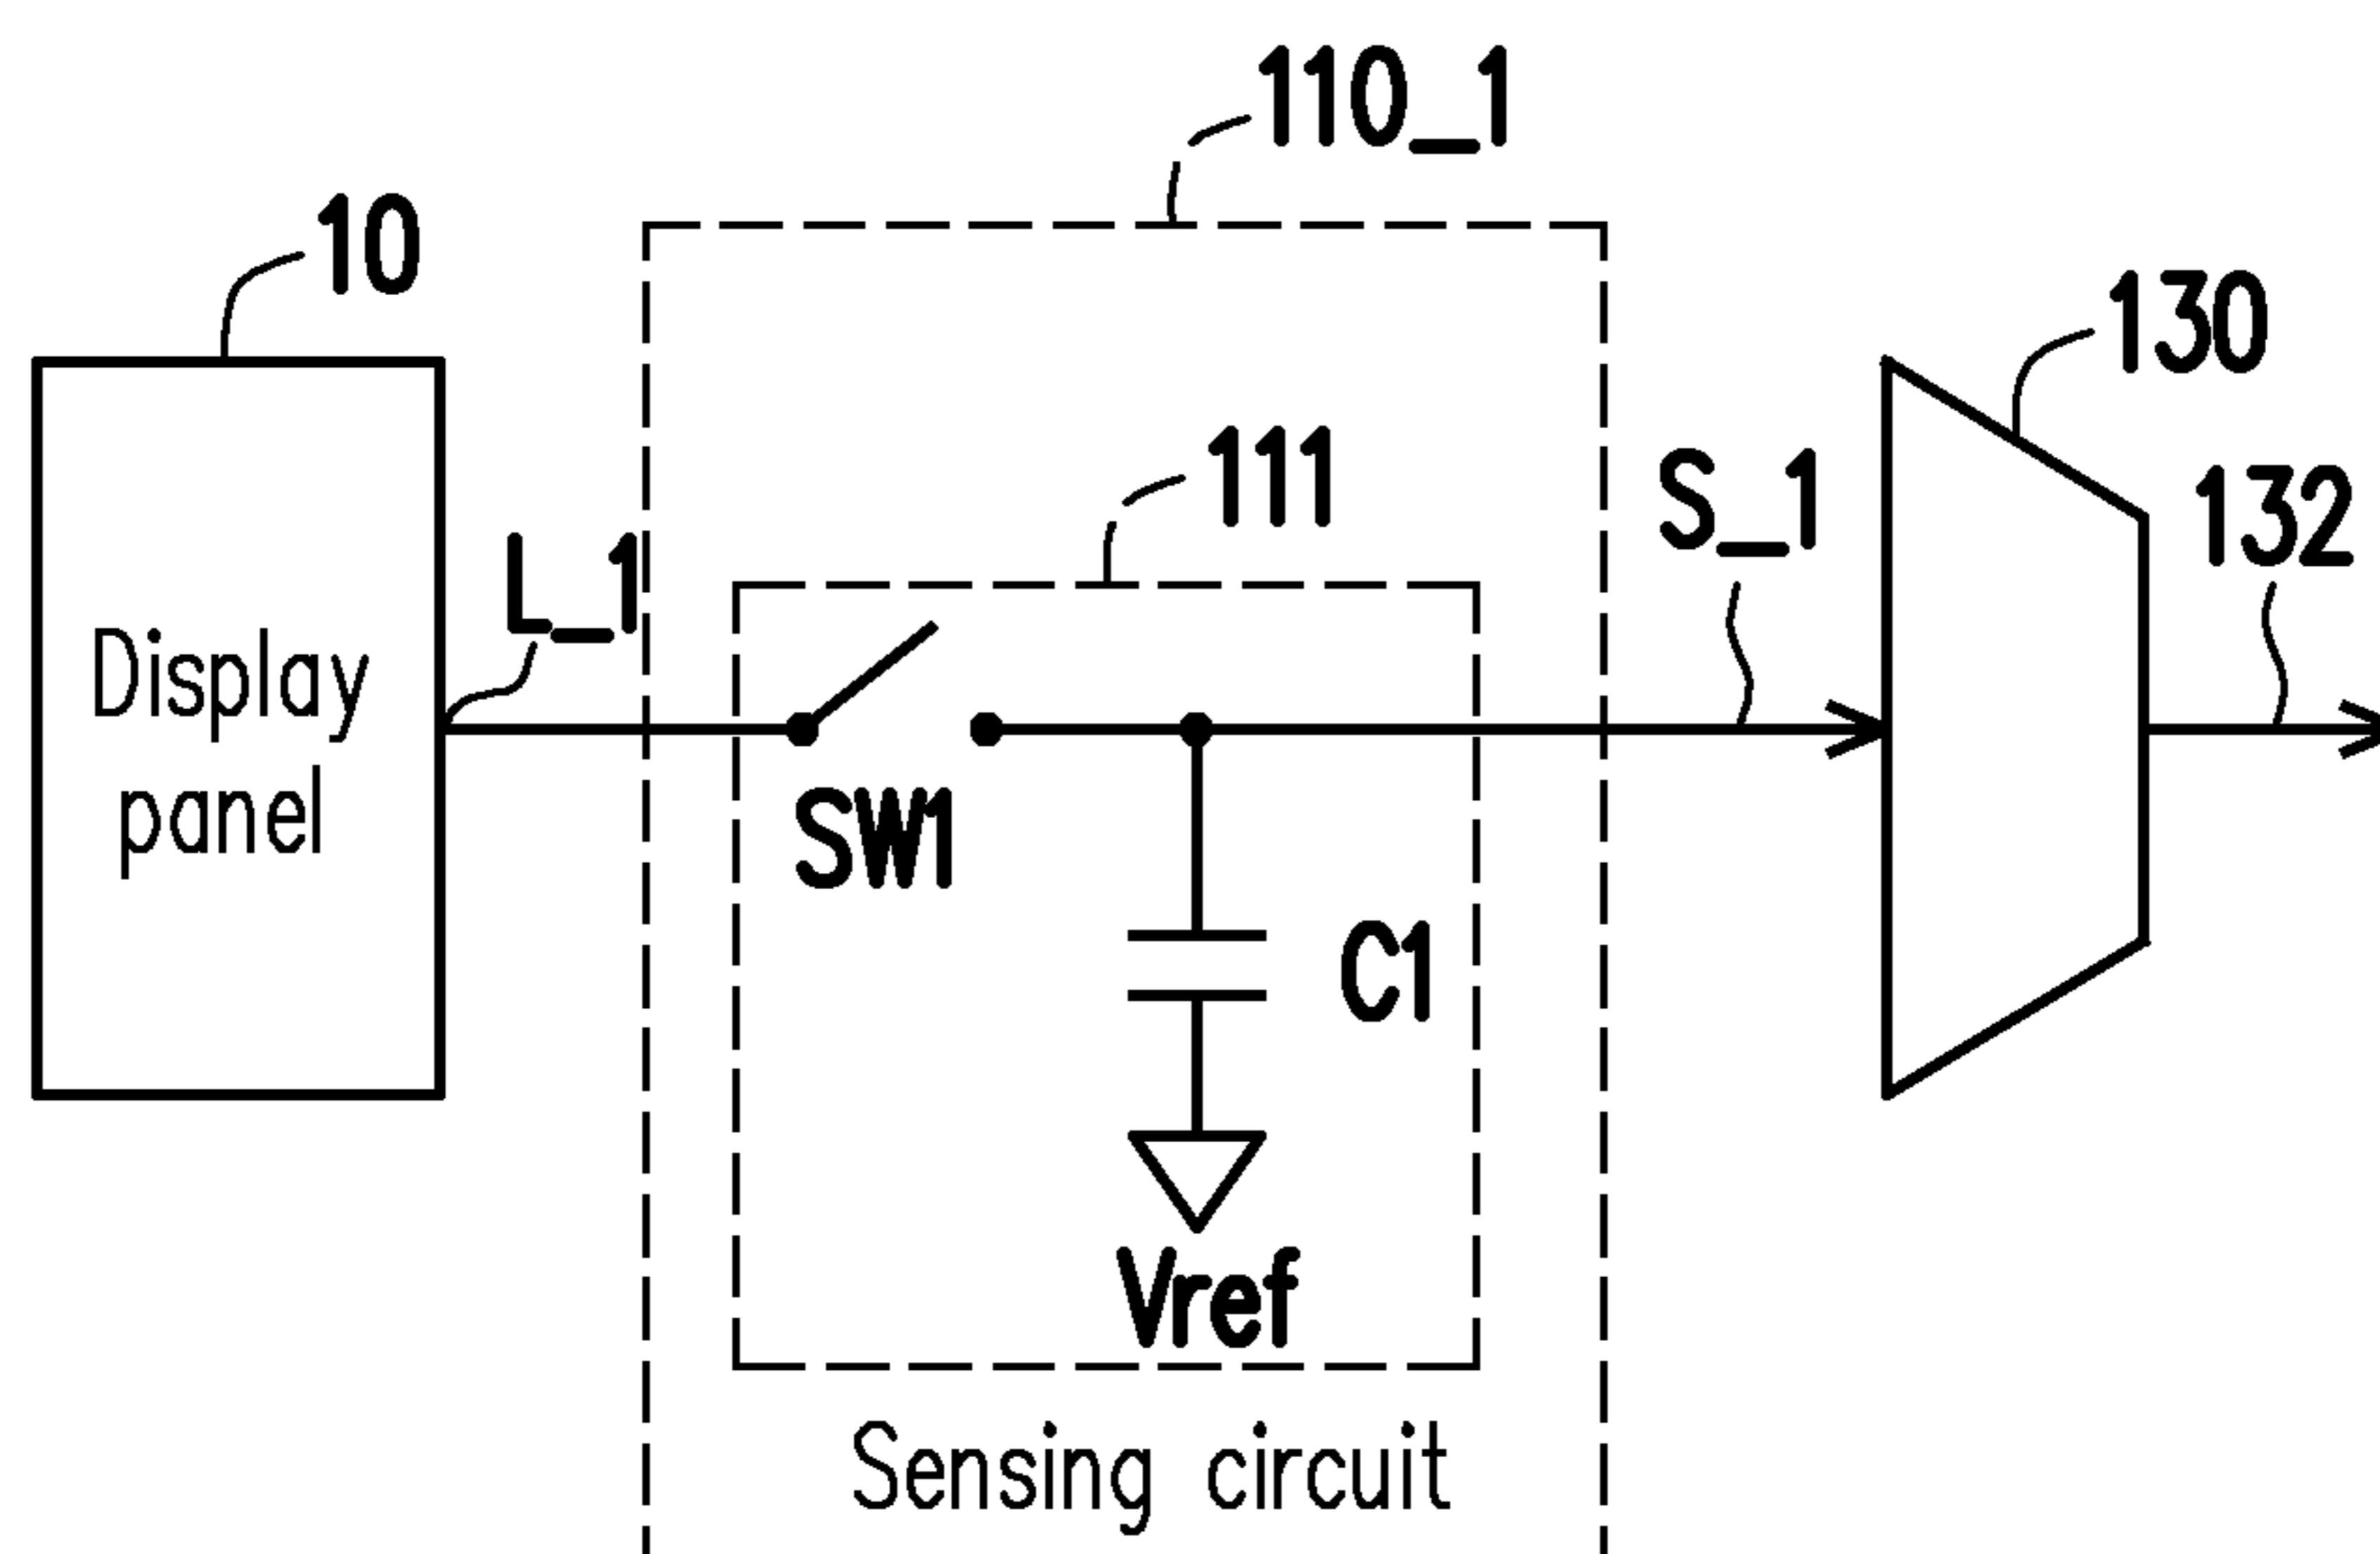 110_1
10
130
111
S_1
132
L_1
Display
panel
SW1
C1
Vref
Sensing circuit